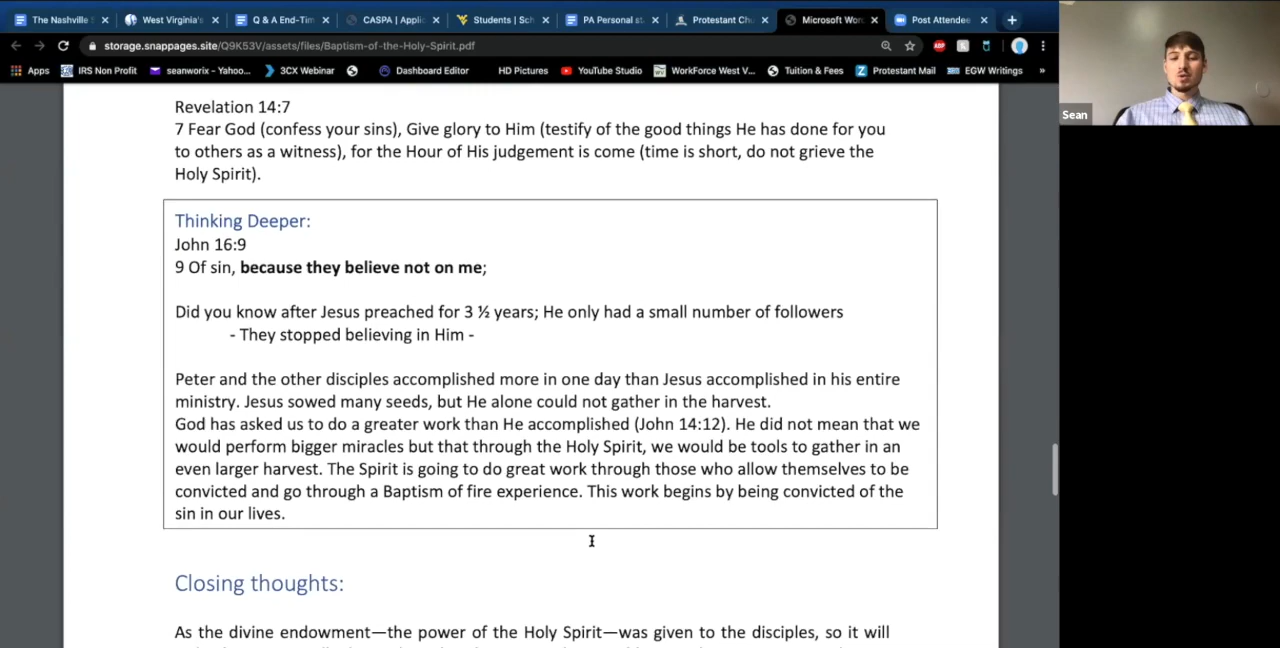 The Nashville
West Virginia's
Q & A End-Tim
CASPA | Applic
Students | Sch
PA Personal st
Protestant Ch
Microsoft Wor
Post Attendee
storage.snappages.site/Q9K53V/assets/files/Baptism-of-the-Holy-Spirit.pdf
ABP
Apps
IRS Non Profit
seanworix - Yahoo...
3CX Webinar
Dashboard Editor
HD Pictures
YouTube Studio
WorkForce West V...
Tuition & Fees
Protestant Mail
EGW Writings
»
Sean
Revelation 14:7
7 Fear God (confess your sins), Give glory to Him (testify of the good things He has done for you
to others as a witness), for the Hour of His judgement is come (time is short, do not grieve the
Holy Spirit).
Thinking Deeper:
John 16:9
9 Of sin, because they believe not on me;
Did you know after Jesus preached for 3 ½ years; He only had a small number of followers
- They stopped believing in Him -
Peter and the other disciples accomplished more in one day than Jesus accomplished in his entire
ministry. Jesus sowed many seeds, but He alone could not gather in the harvest.
God has asked us to do a greater work than He accomplished (John 14:12). He did not mean that we
would perform bigger miracles but that through the Holy Spirit, we would be tools to gather in an
even larger harvest. The Spirit is going to do great work through those who allow themselves to be
convicted and go through a Baptism of fire experience. This work begins by being convicted of the
sin in our lives.
Closing thoughts:
As the divine endowment—the power of the Holy Spirit—was given to the disciples, so it will